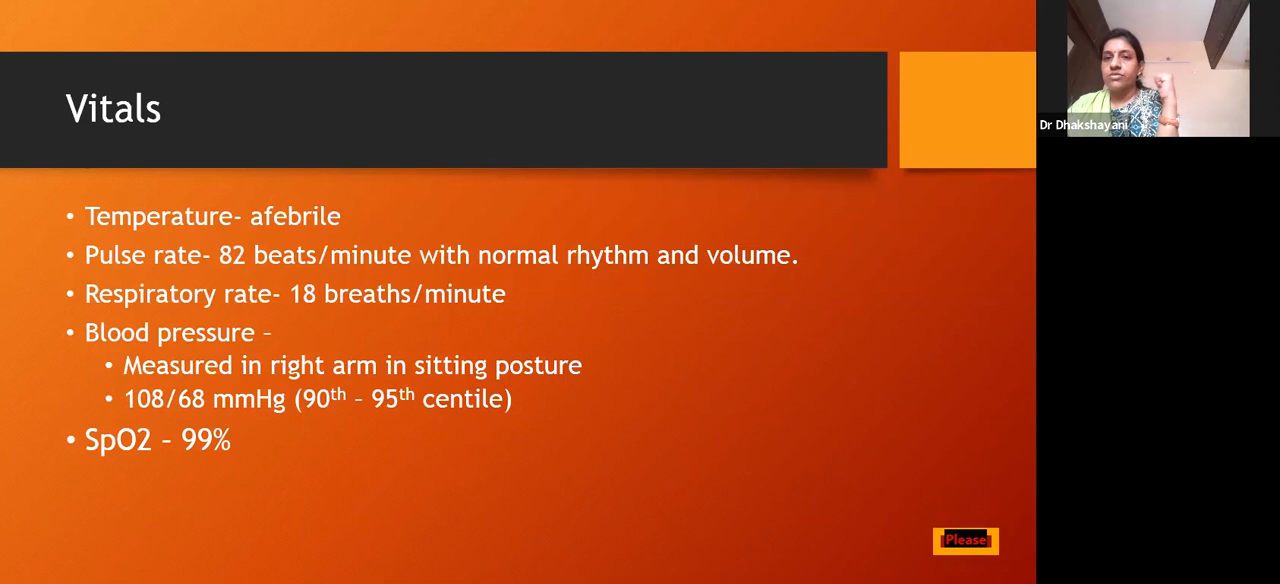 Vitals
• Temperature- afebrile
• Pulse rate- 82 beats/minute with normal rhythm and volume.
• Respiratory rate- 18 breaths/minute
• Blood pressure –
• Measured in right arm in sitting posture
• 108/68 mmHg (90th – 95th centile)
• SpO2 – 99%
Please
Dr Dhakshayani